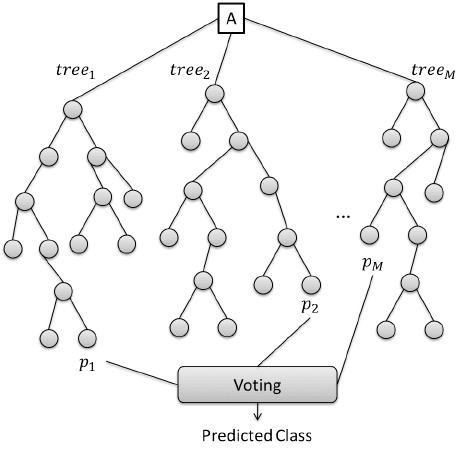 A
tree₁ tree₂ treeM
...
pM
p₂
p₁
Voting
Predicted Class